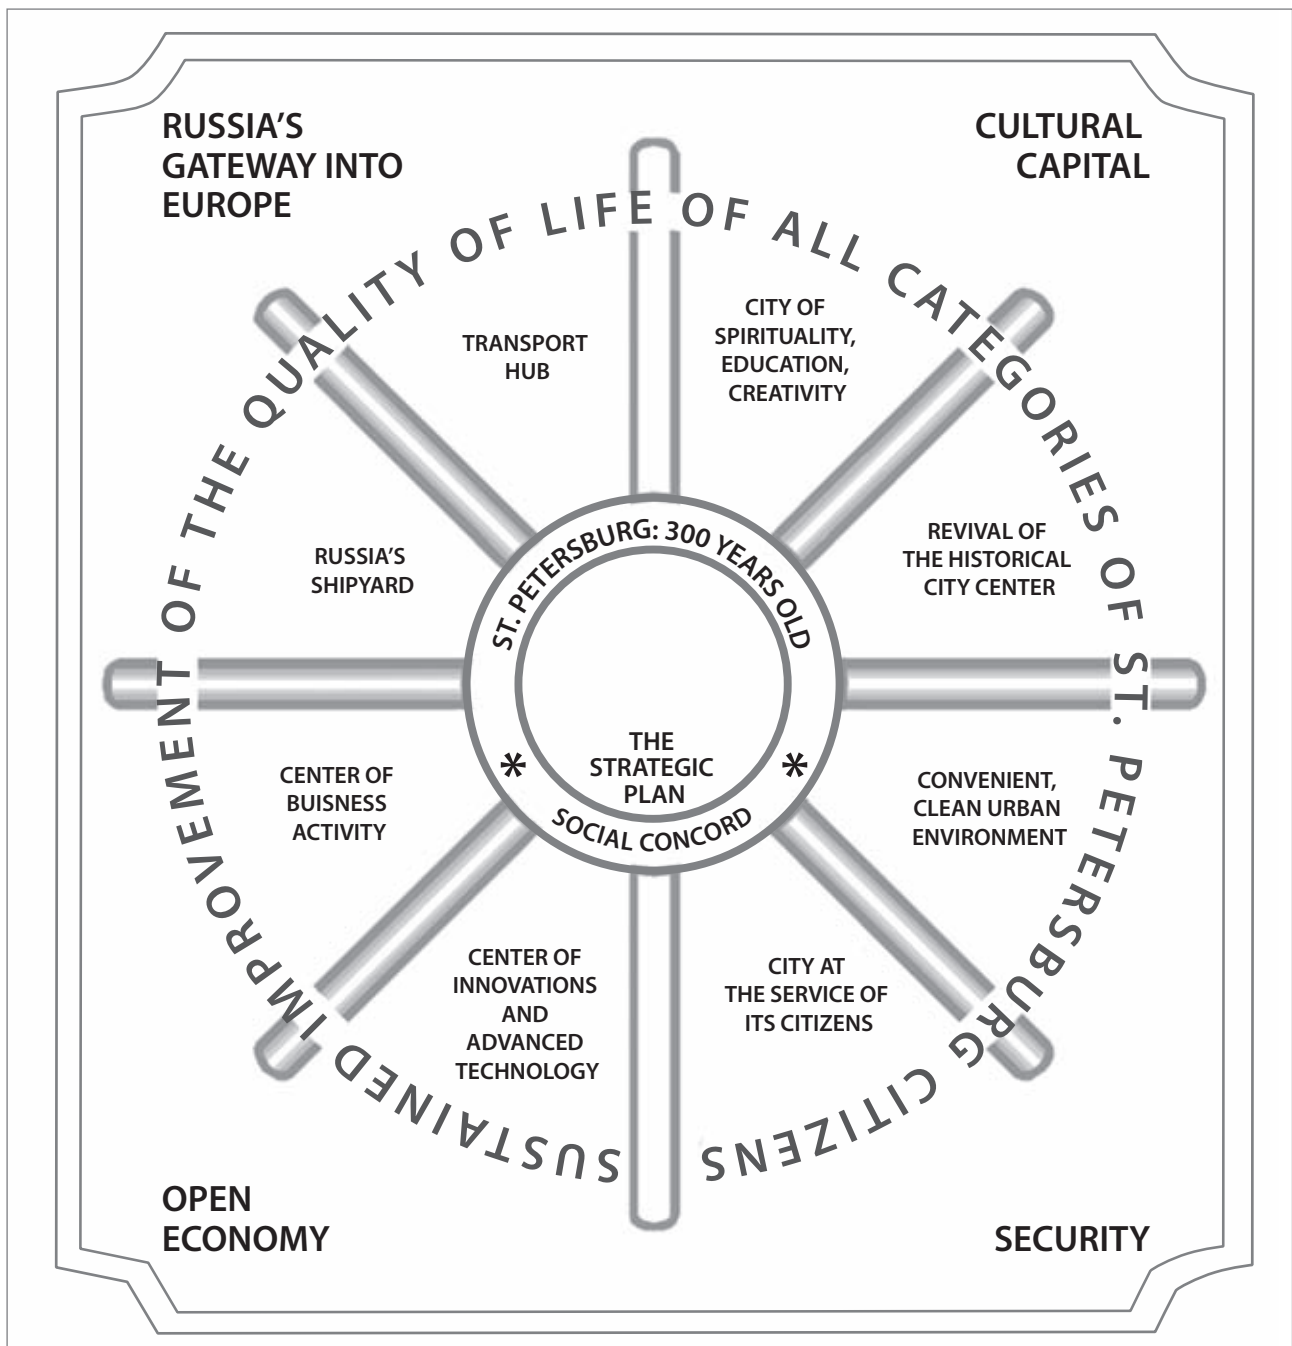 RUSSIA'S
GATEWAY INTO
EUROPE
CULTURAL
CAPITAL
SUSTAINED IMPROVEMENT OF THE QUALITY OF LIFE OF ALL CATEGORIES OF ST. PETERSBURG CITIZENS
TRANSPORT
HUB
CITY OF
SPIRITUALITY,
EDUCATION,
CREATIVITY
RUSSIA'S
SHIPYARD
REVIVAL OF
THE HISTORICAL
CITY CENTER
ST. PETERSBURG: 300 YEARS OLD
THE
STRATEGIC
PLAN
* SOCIAL CONCORD *
CENTER OF
BUISNESS
ACTIVITY
CONVENIENT,
CLEAN URBAN
ENVIRONMENT
CENTER OF
INNOVATIONS
AND
ADVANCED
TECHNOLOGY
CITY AT
THE SERVICE OF
ITS CITIZENS
OPEN
ECONOMY
SECURITY